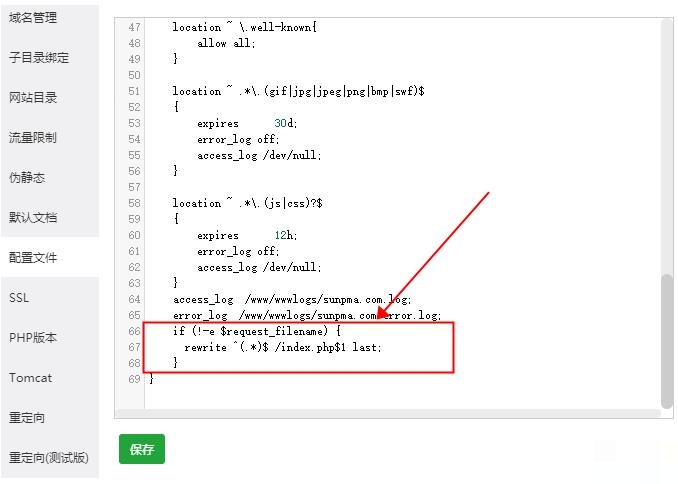 域名管理
子目录绑定
网站目录
流量限制
伪静态
默认文档
配置文件
SSL
PHP版本
Tomcat
重定向
重定向(测试版)
47 location ~ \.well-known{
48 allow all;
49 }
50
51 location ~ .*\.(gif|jpg|jpeg|png|bmp|swf)$
52 {
53 expires 30d;
54 error_log off;
55 access_log /dev/null;
56 }
57
58 location ~ .*\.(js|css)?$
59 {
60 expires 12h;
61 error_log off;
62 access_log /dev/null;
63 }
64 access_log /www/wwwlogs/sunpma.com.log;
65 error_log /www/wwwlogs/sunpma.com.error.log;
66 if (!-e $request_filename) {
67 rewrite ^(.*)$ /index.php$1 last;
68 }
69 }
保存